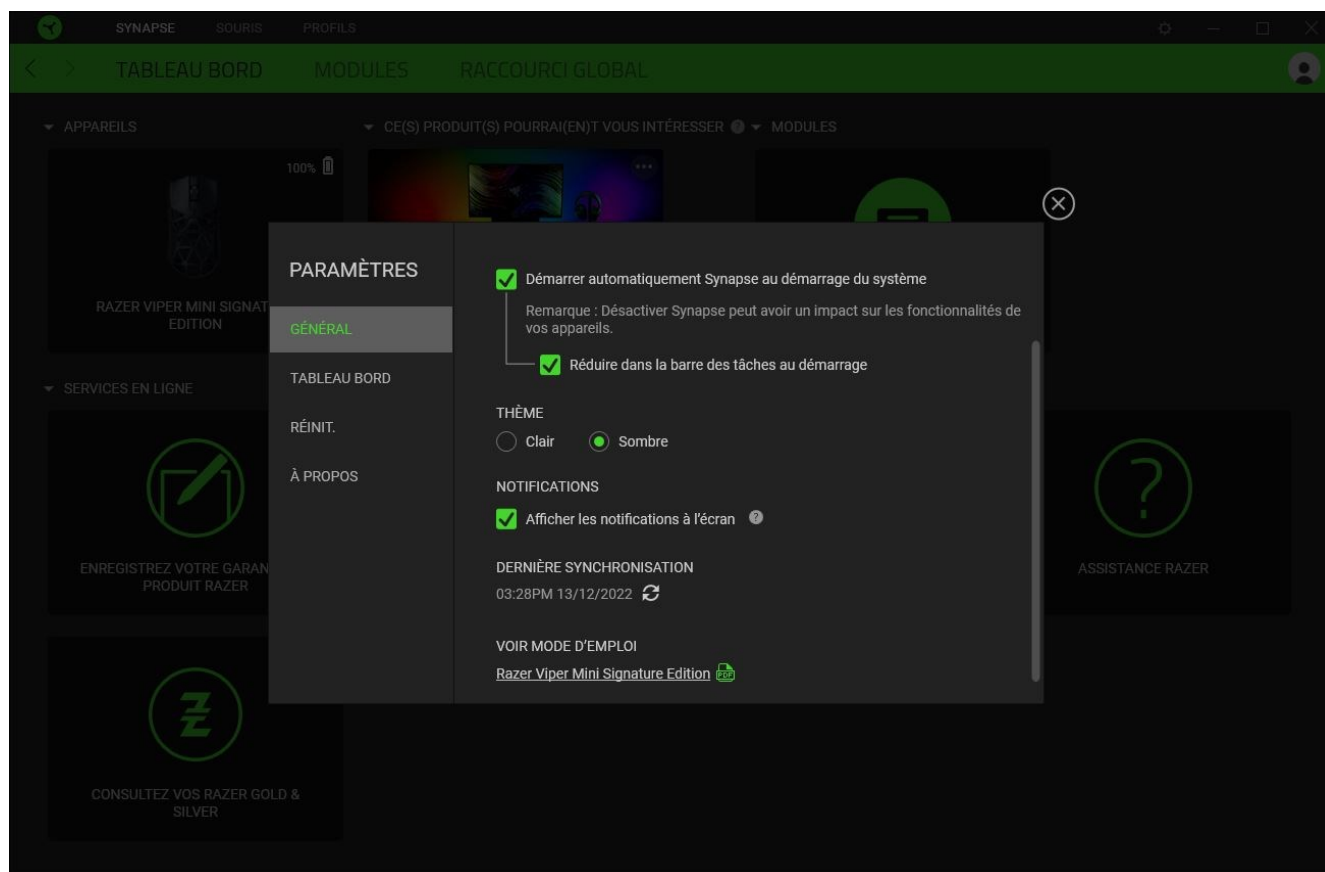 SYNAPSE SOURIS PROFILS
TABLEAU BORD MODULES RACCOURCI GLOBAL
APPAREILS
CE(S) PRODUIT(S) POURRAI(EN)T VOUS INTÉRESSER ?
MODULES
100%
RAZER VIPER MINI SIGNAT
EDITION
SERVICES EN LIGNE
ENREGISTREZ VOTRE GARAN
PRODUIT RAZER
CONSULTEZ VOS RAZER GOLD &
SILVER
ASSISTANCE RAZER
PARAMÈTRES
GÉNÉRAL
TABLEAU BORD
RÉINIT.
À PROPOS
Démarrer automatiquement Synapse au démarrage du système
Remarque : Désactiver Synapse peut avoir un impact sur les fonctionnalités de
vos appareils.
Réduire dans la barre des tâches au démarrage
THÈME
Clair Sombre
NOTIFICATIONS
Afficher les notifications à l'écran ?
DERNIÈRE SYNCHRONISATION
03:28PM 13/12/2022
VOIR MODE D'EMPLOI
Razer Viper Mini Signature Edition PDF